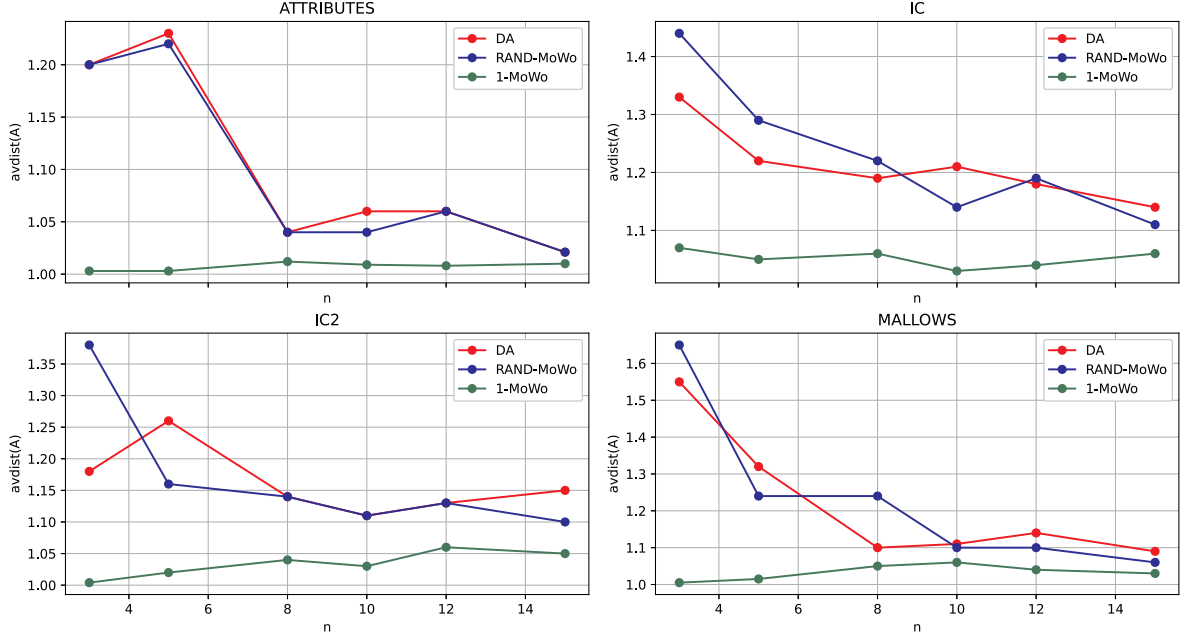 ATTRIBUTES
avdist(A)
1.20
1.15
1.10
1.05
1.00
n
DA
RAND-MoWo
1-MoWo
IC
avdist(A)
1.4
1.3
1.2
1.1
n
DA
RAND-MoWo
1-MoWo
IC2
avdist(A)
1.35
1.30
1.25
1.20
1.15
1.10
1.05
1.00
4 6 8 10 12 14
n
DA
RAND-MoWo
1-MoWo
MALLOWS
avdist(A)
1.6
1.5
1.4
1.3
1.2
1.1
1.0
4 6 8 10 12 14
n
DA
RAND-MoWo
1-MoWo